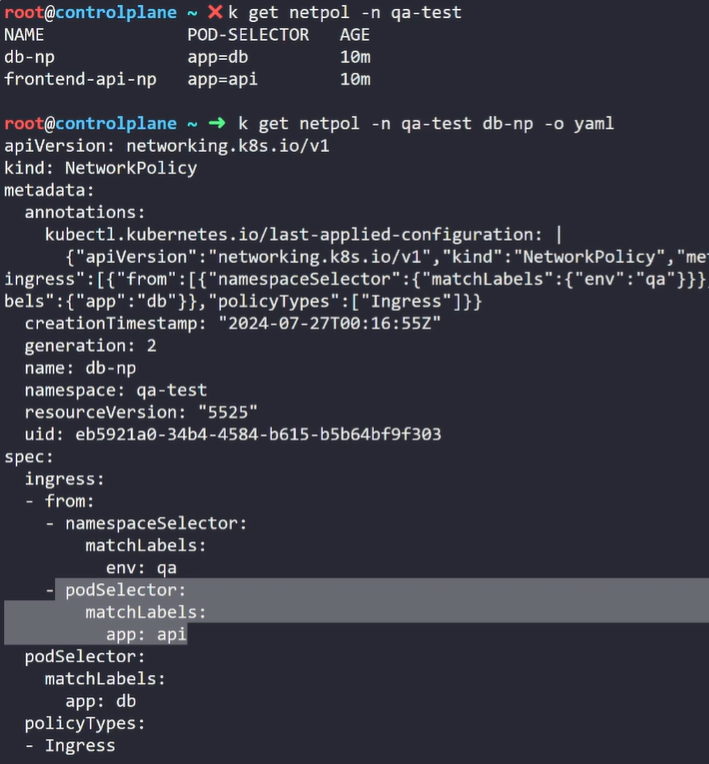 root@controlplane ~ ✕ k get netpol -n qa-test
NAME              POD-SELECTOR   AGE
db-np             app=db         10m
frontend-api-np   app=api        10m

root@controlplane ~ ➜ k get netpol -n qa-test db-np -o yaml
apiVersion: networking.k8s.io/v1
kind: NetworkPolicy
metadata:
  annotations:
    kubectl.kubernetes.io/last-applied-configuration: |
      {"apiVersion":"networking.k8s.io/v1","kind":"NetworkPolicy","met
ingress":[{"from":[{"namespaceSelector":{"matchLabels":{"env":"qa"}}},
bels":{"app":"db"}},"policyTypes":["Ingress"]}}
  creationTimestamp: "2024-07-27T00:16:55Z"
  generation: 2
  name: db-np
  namespace: qa-test
  resourceVersion: "5525"
  uid: eb5921a0-34b4-4584-b615-b5b64bf9f303
spec:
  ingress:
  - from:
    - namespaceSelector:
        matchLabels:
          env: qa
    - podSelector:
        matchLabels:
          app: api
  podSelector:
    matchLabels:
      app: db
  policyTypes:
  - Ingress